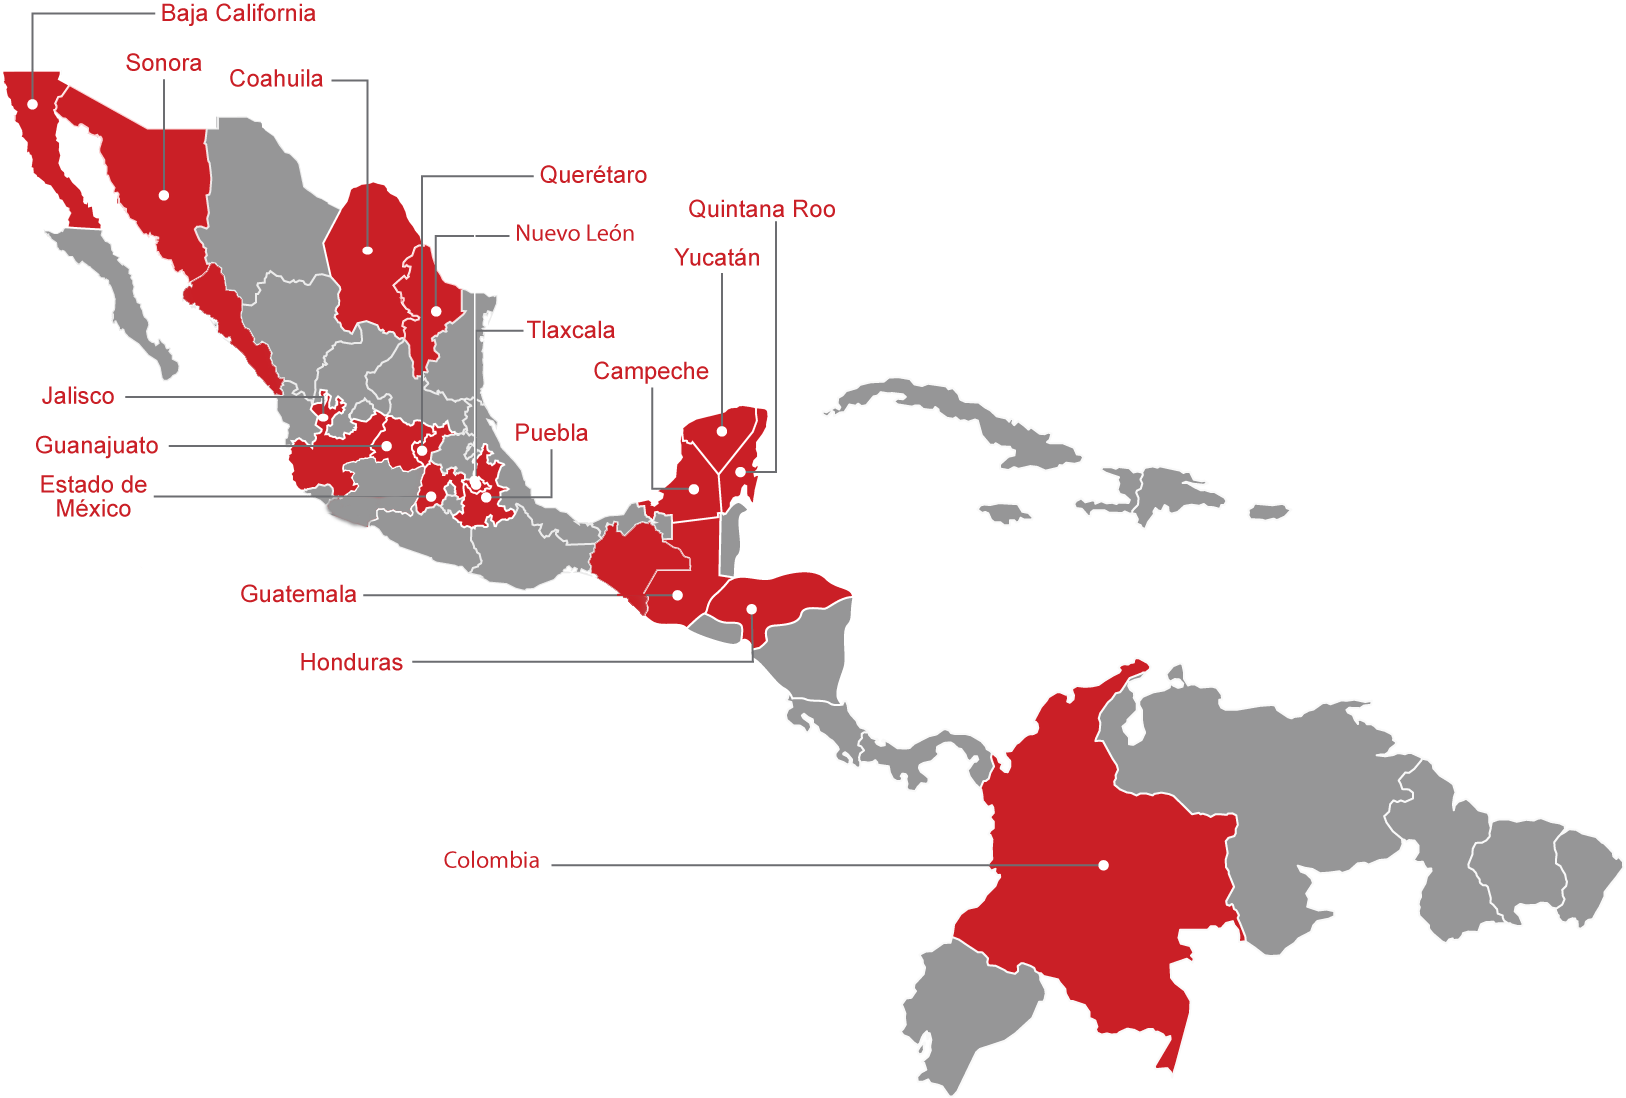 Baja California
Sonora
Coahuila
Querétaro
Quintana Roo
Nuevo León
Yucatán
Tlaxcala
Campeche
Jalisco
Puebla
Guanajuato
Estado de
México
Guatemala
Honduras
Colombia